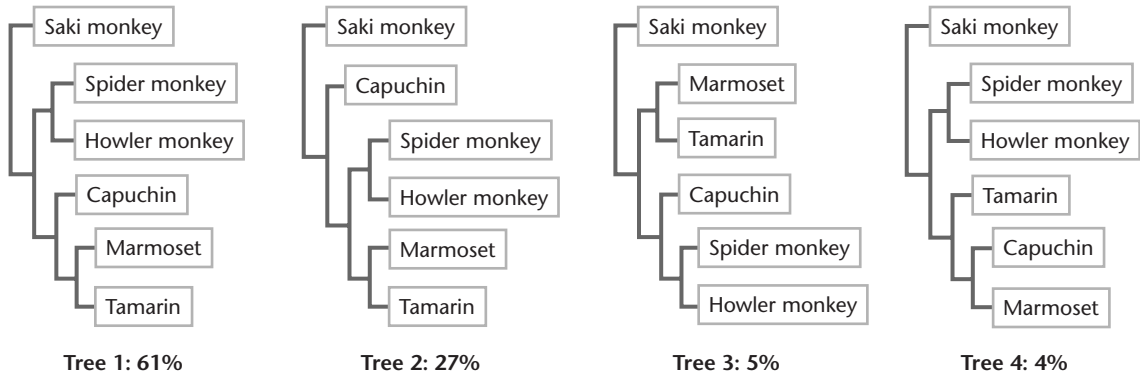 Saki monkey
Spider monkey
Howler monkey
Capuchin
Marmoset
Tamarin
Tree 1: 61%
Saki monkey
Capuchin
Spider monkey
Howler monkey
Marmoset
Tamarin
Tree 2: 27%
Saki monkey
Marmoset
Tamarin
Capuchin
Spider monkey
Howler monkey
Tree 3: 5%
Saki monkey
Spider monkey
Howler monkey
Tamarin
Capuchin
Marmoset
Tree 4: 4%